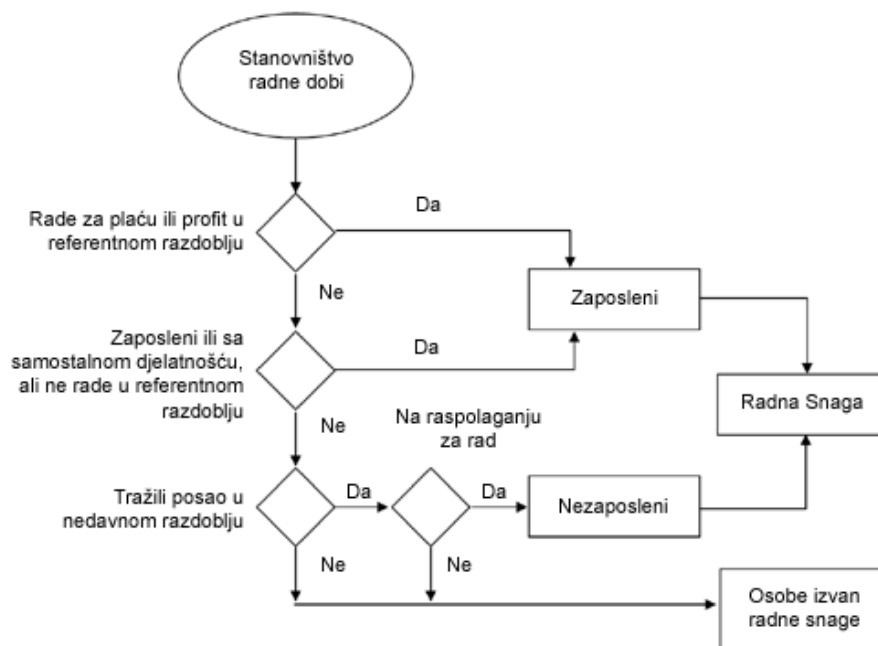 Stanovništvo
radne dobi
Rade za plaću ili profit u
referentnom razdoblju
Da
Ne
Zaposleni
Zaposleni ili sa
samostalnom djelatnošću,
ali ne rade u referentnom
razdoblju
Da
Ne
Radna Snaga
Na raspolaganju
za rad
Tražili posao u
nedavnom razdoblju
Da
Da
Nezaposleni
Ne
Ne
Osobe izvan
radne snage